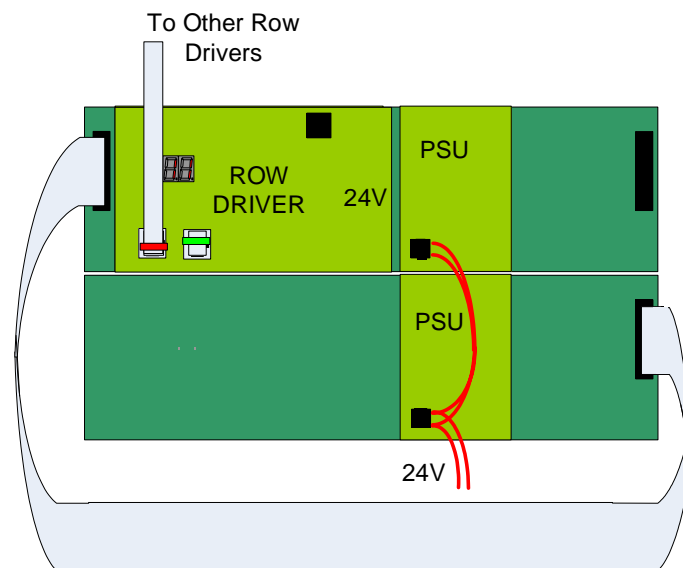 To Other Row
Drivers
PSU
ROW
DRIVER
24V
PSU
24V